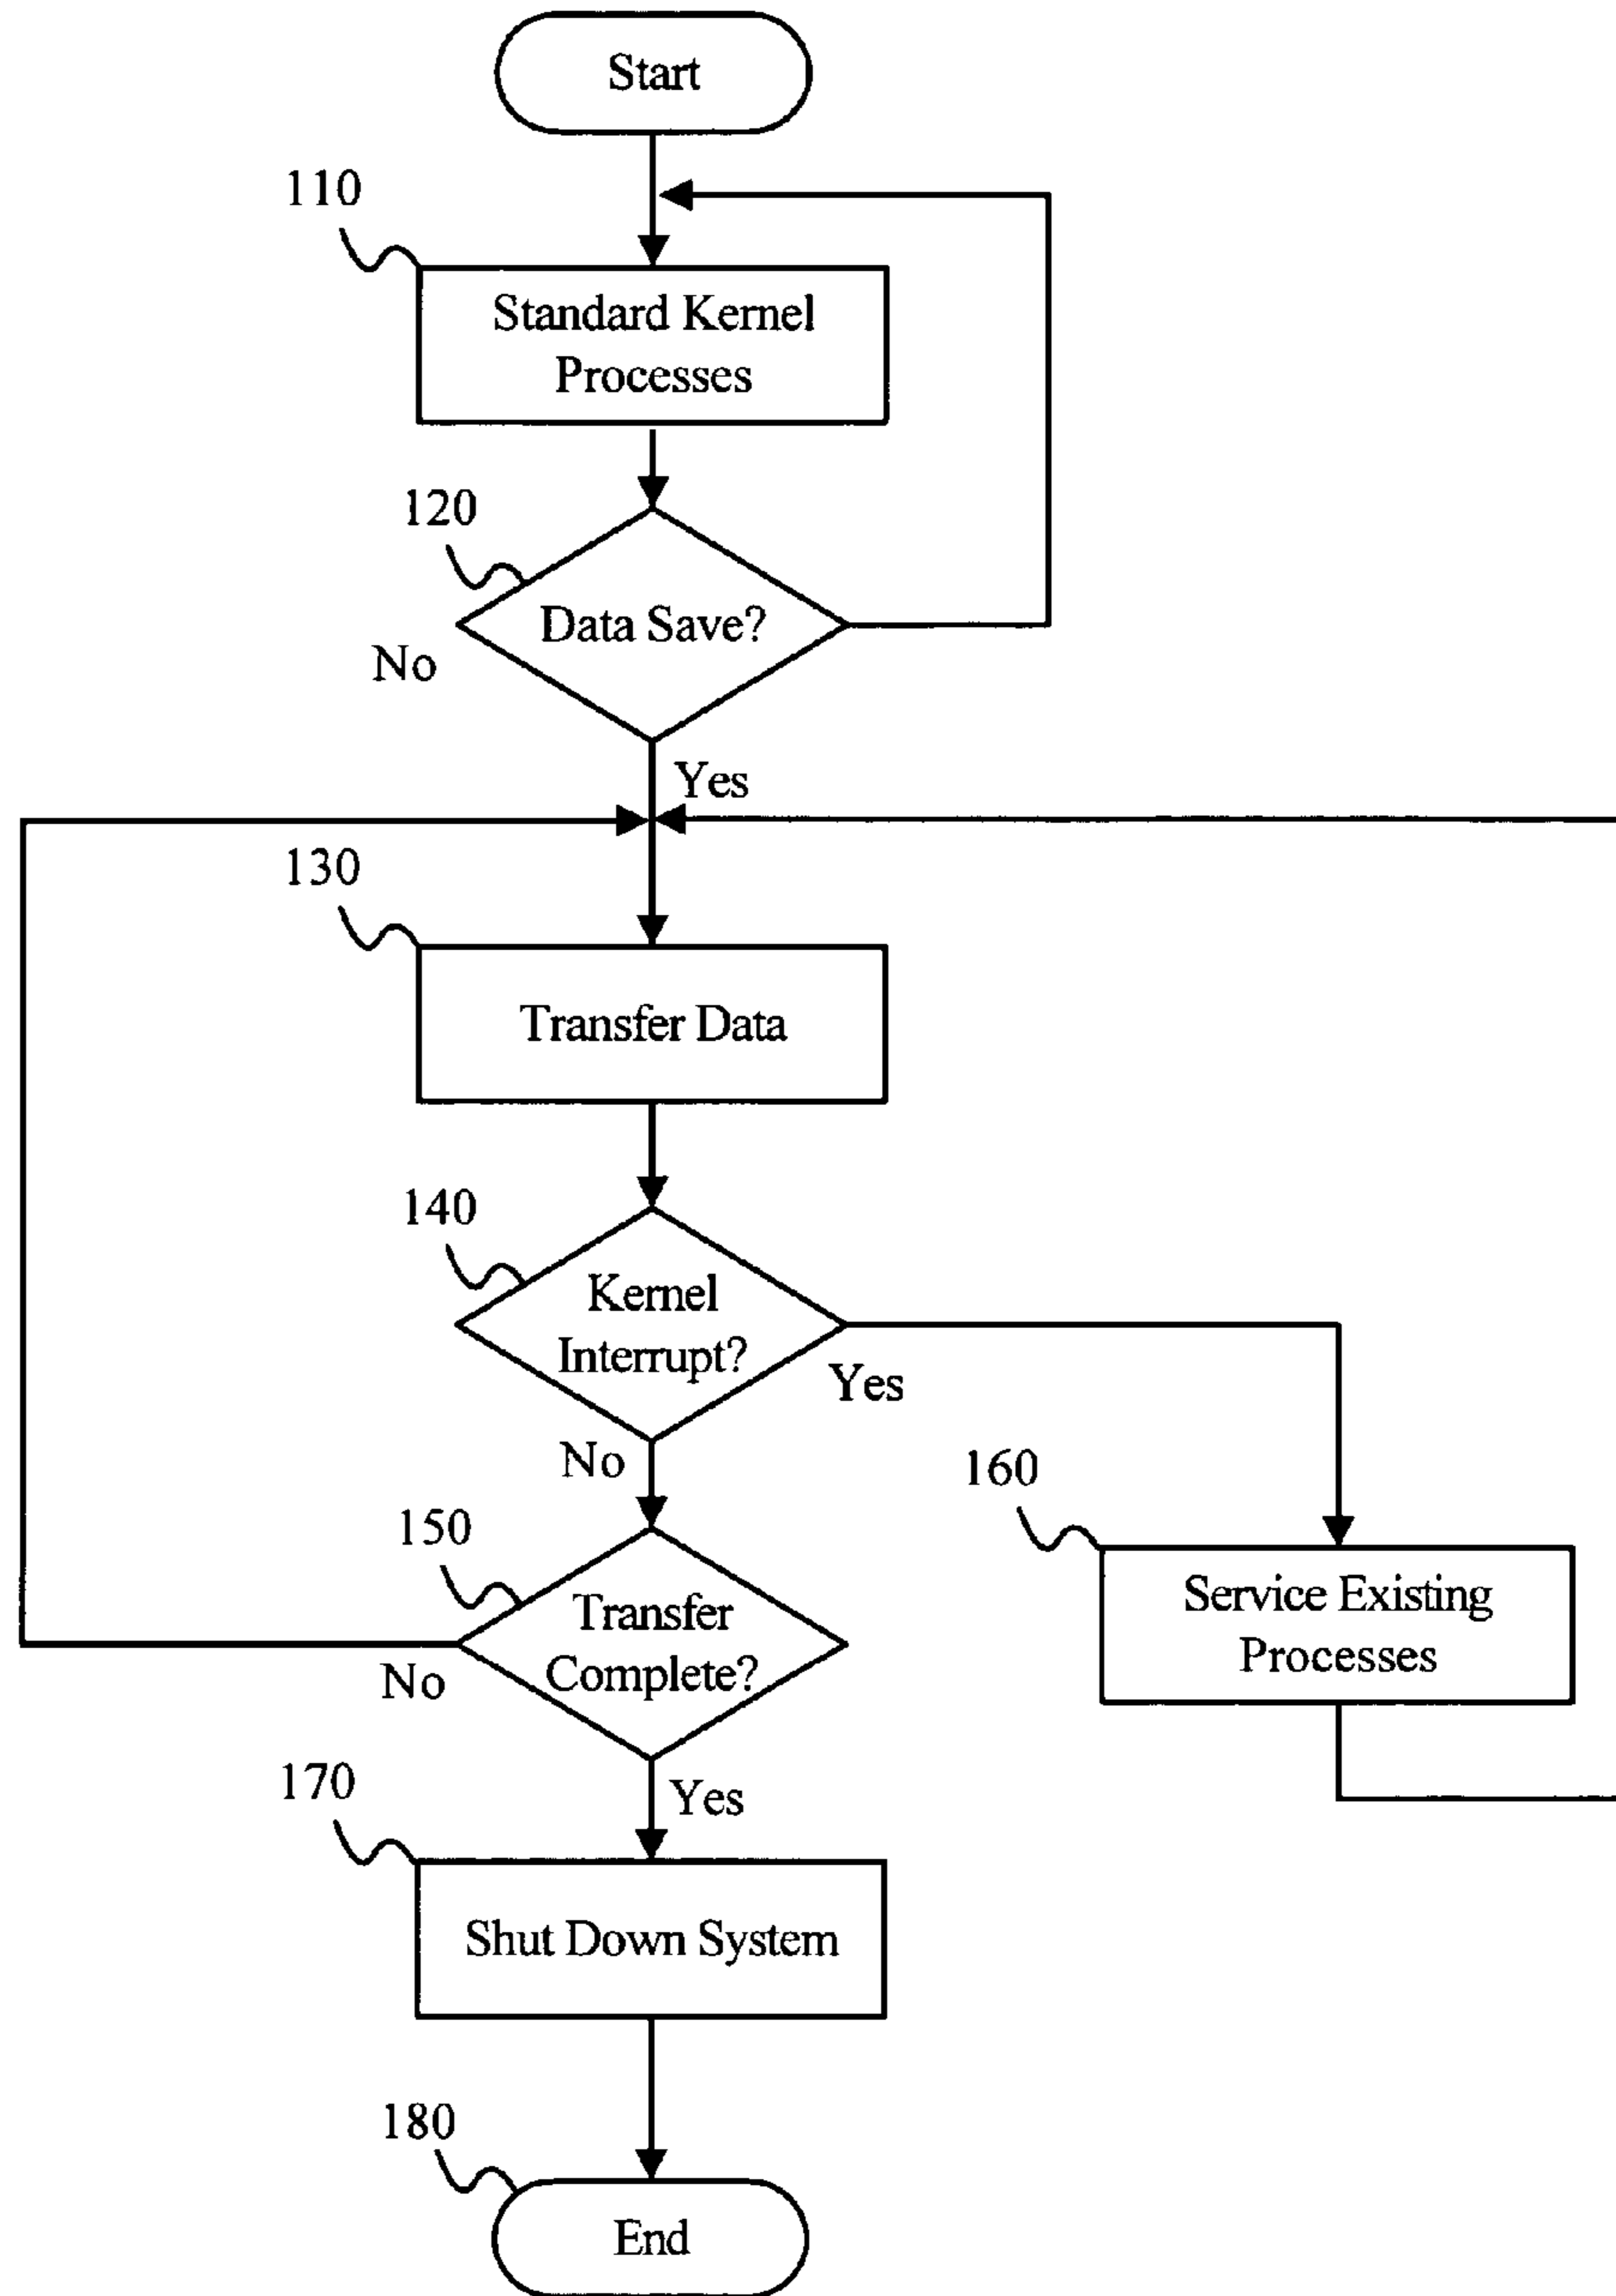 Start
110
Standard Kernel
Processes
120
Data Save?
No
Yes
130
Transfer Data
140
Kernel
Interrupt?
Yes
No
160
150
Service Existing
Processes
Transfer
Complete?
No
170
Yes
Shut Down System
180
End